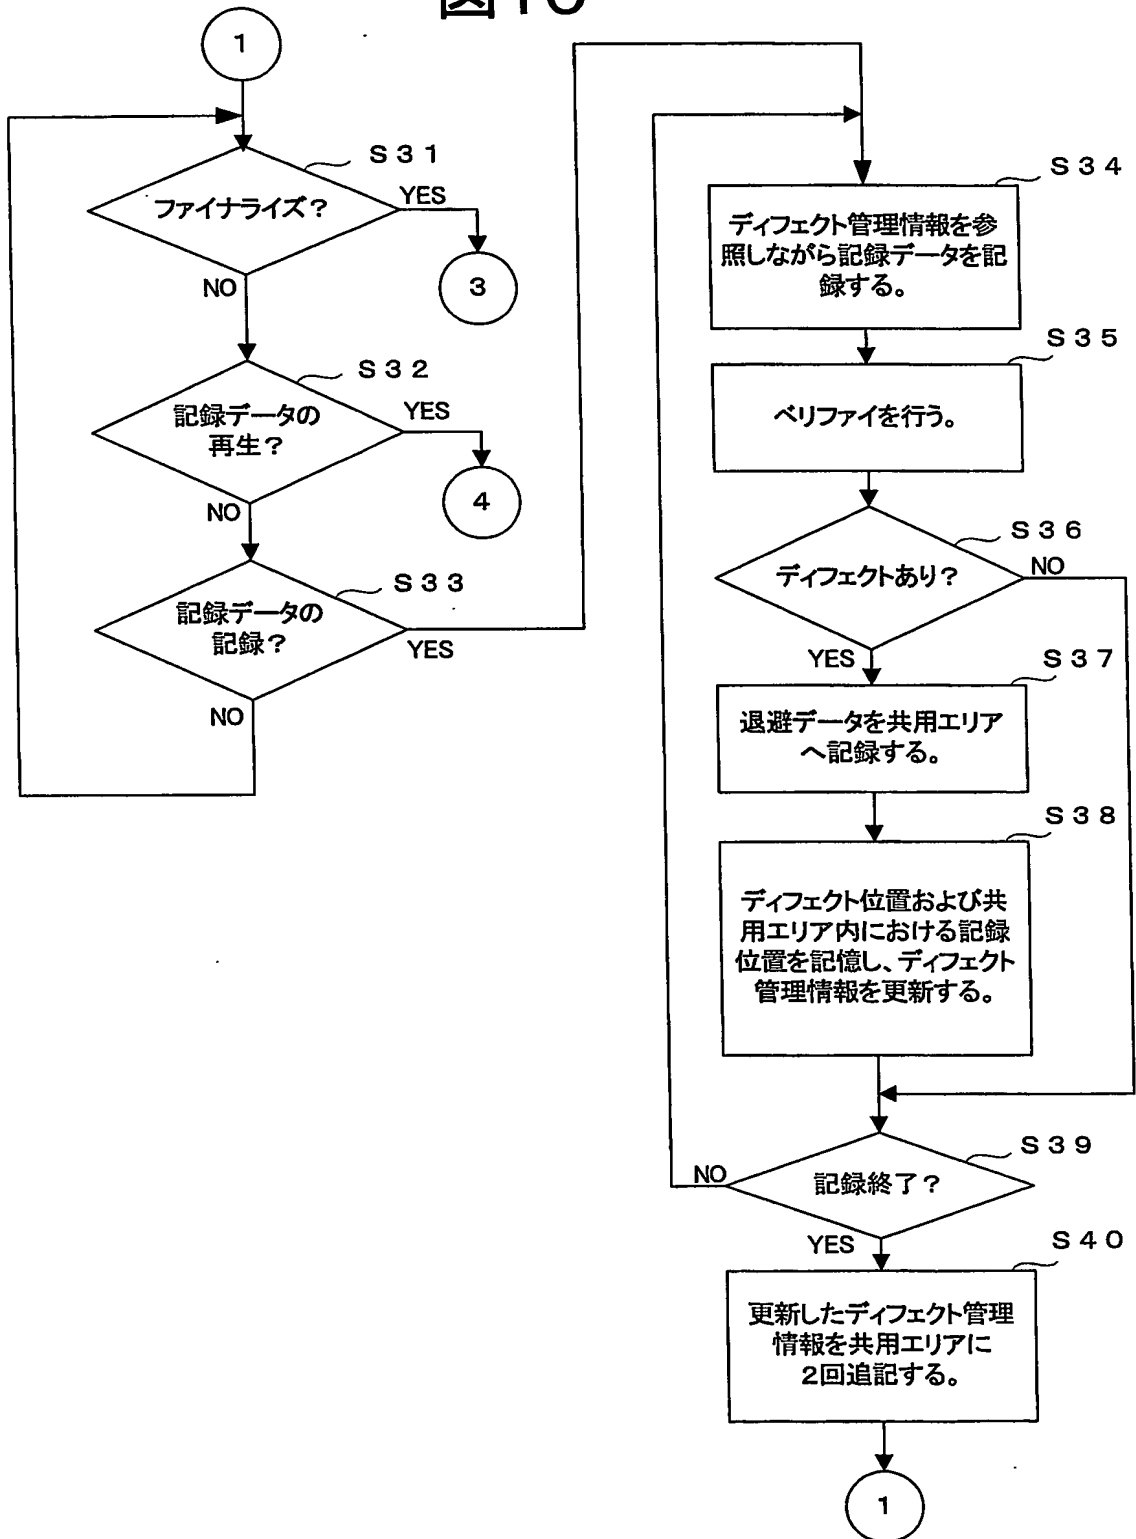 1
S31
ファイナライズ?
YES
3
NO
S32
記録データの
再生?
YES
4
NO
S33
記録データの
記録?
YES
NO
S34
ディフェクト管理情報を参
照しながら記録データを記
録する。
S35
ベリファイを行う。
S36
ディフェクトあり?
NO
YES
S37
退避データを共用エリア
へ記録する。
S38
ディフェクト位置および共
用エリア内における記録
位置を記憶し、ディフェクト
管理情報を更新する。
S39
NO
記録終了?
YES
S40
更新したディフェクト管理
情報を共用エリアに
2回追記する。
1